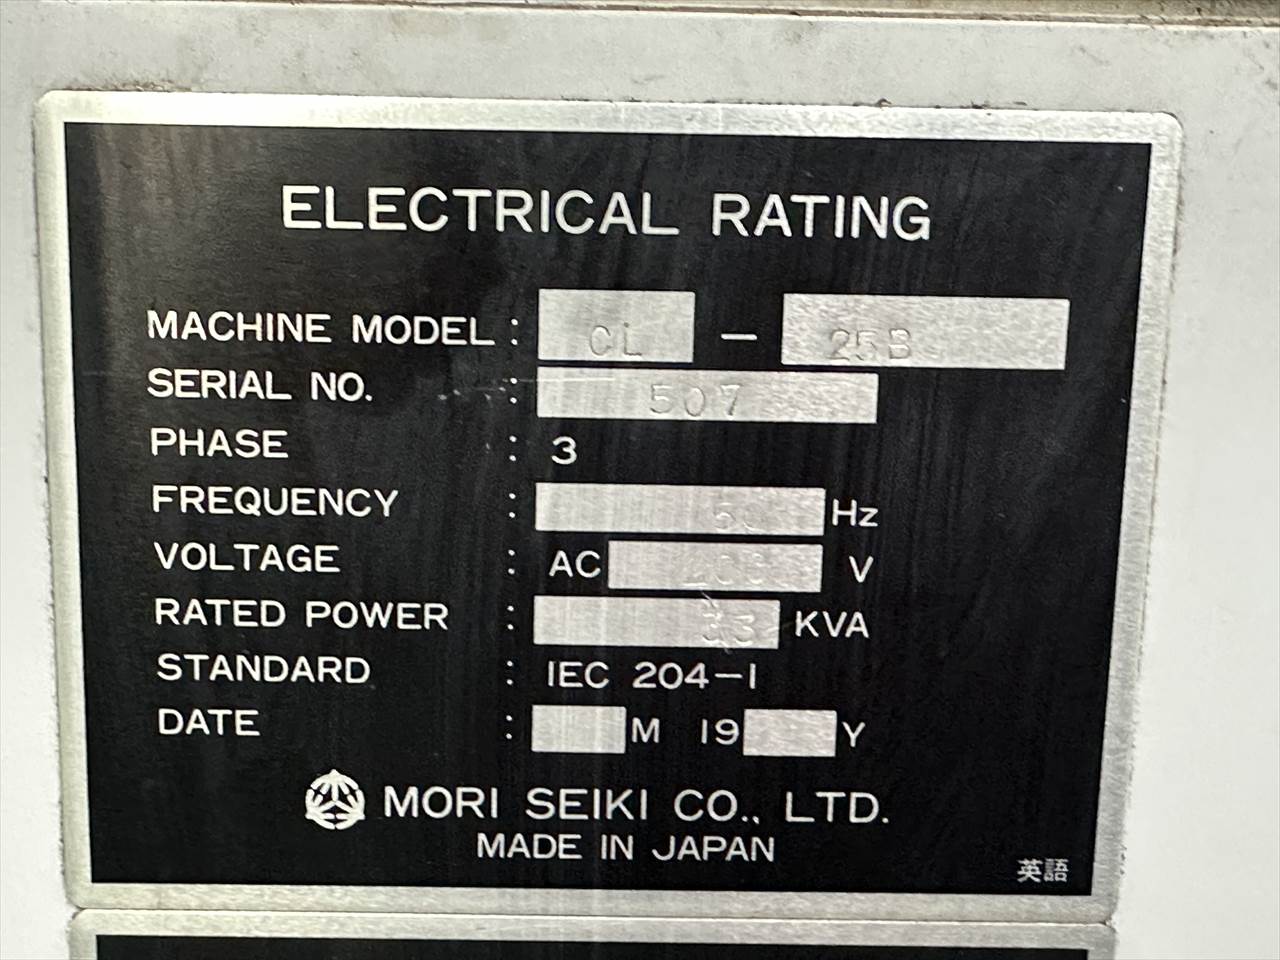 ELECTRICAL RATING
MACHINE MODEL : CL - 25B
SERIAL NO. : 507
PHASE : 3
FREQUENCY : Hz
VOLTAGE : AC V
RATED POWER : 33 KVA
STANDARD : IEC 204-1
DATE : M 19 Y
MORI SEIKI CO., LTD.
MADE IN JAPAN
英語